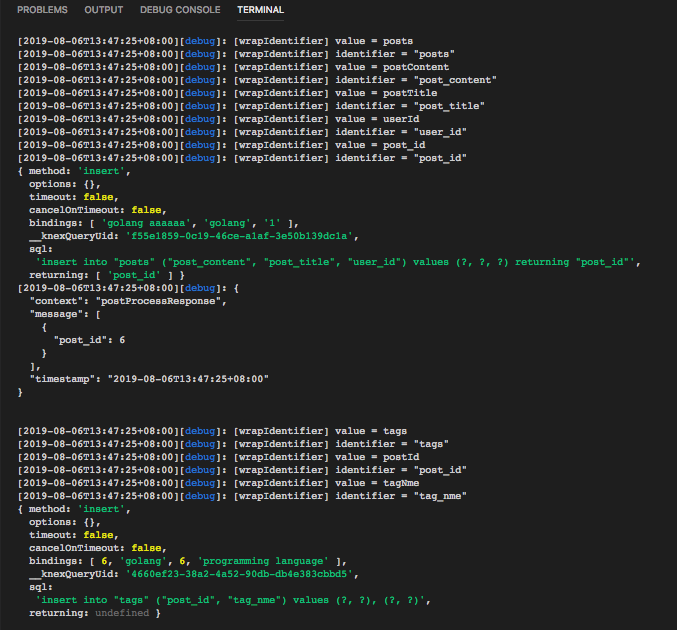 PROBLEMS OUTPUT DEBUG CONSOLE TERMINAL
[2019-08-06T13:47:25+08:00][debug]: [wrapIdentifier] value = posts
[2019-08-06T13:47:25+08:00][debug]: [wrapIdentifier] identifier = "posts"
[2019-08-06T13:47:25+08:00][debug]: [wrapIdentifier] value = postContent
[2019-08-06T13:47:25+08:00][debug]: [wrapIdentifier] identifier = "post_content"
[2019-08-06T13:47:25+08:00][debug]: [wrapIdentifier] value = postTitle
[2019-08-06T13:47:25+08:00][debug]: [wrapIdentifier] identifier = "post_title"
[2019-08-06T13:47:25+08:00][debug]: [wrapIdentifier] value = userId
[2019-08-06T13:47:25+08:00][debug]: [wrapIdentifier] identifier = "user_id"
[2019-08-06T13:47:25+08:00][debug]: [wrapIdentifier] value = post_id
[2019-08-06T13:47:25+08:00][debug]: [wrapIdentifier] identifier = "post_id"
{ method: 'insert',
  options: {},
  timeout: false,
  cancelOnTimeout: false,
  bindings: [ 'golang aaaaaa', 'golang', '1' ],
  __knexQueryUid: 'f55e1859-0c19-46ce-a1af-3e50b139dc1a',
  sql:
   'insert into "posts" ("post_content", "post_title", "user_id") values (?, ?, ?) returning "post_id"',
  returning: [ 'post_id' ] }
[2019-08-06T13:47:25+08:00][debug]: {
  "context": "postProcessResponse",
  "message": [
    {
      "post_id": 6
    }
  ],
  "timestamp": "2019-08-06T13:47:25+08:00"
}
[2019-08-06T13:47:25+08:00][debug]: [wrapIdentifier] value = tags
[2019-08-06T13:47:25+08:00][debug]: [wrapIdentifier] identifier = "tags"
[2019-08-06T13:47:25+08:00][debug]: [wrapIdentifier] value = postId
[2019-08-06T13:47:25+08:00][debug]: [wrapIdentifier] identifier = "post_id"
[2019-08-06T13:47:25+08:00][debug]: [wrapIdentifier] value = tagNme
[2019-08-06T13:47:25+08:00][debug]: [wrapIdentifier] identifier = "tag_nme"
{ method: 'insert',
  options: {},
  timeout: false,
  cancelOnTimeout: false,
  bindings: [ 6, 'golang', 6, 'programming language' ],
  __knexQueryUid: '4660ef23-38a2-4a52-90db-db4e383cbbd5',
  sql:
   'insert into "tags" ("post_id", "tag_nme") values (?, ?), (?, ?)',
  returning: undefined }